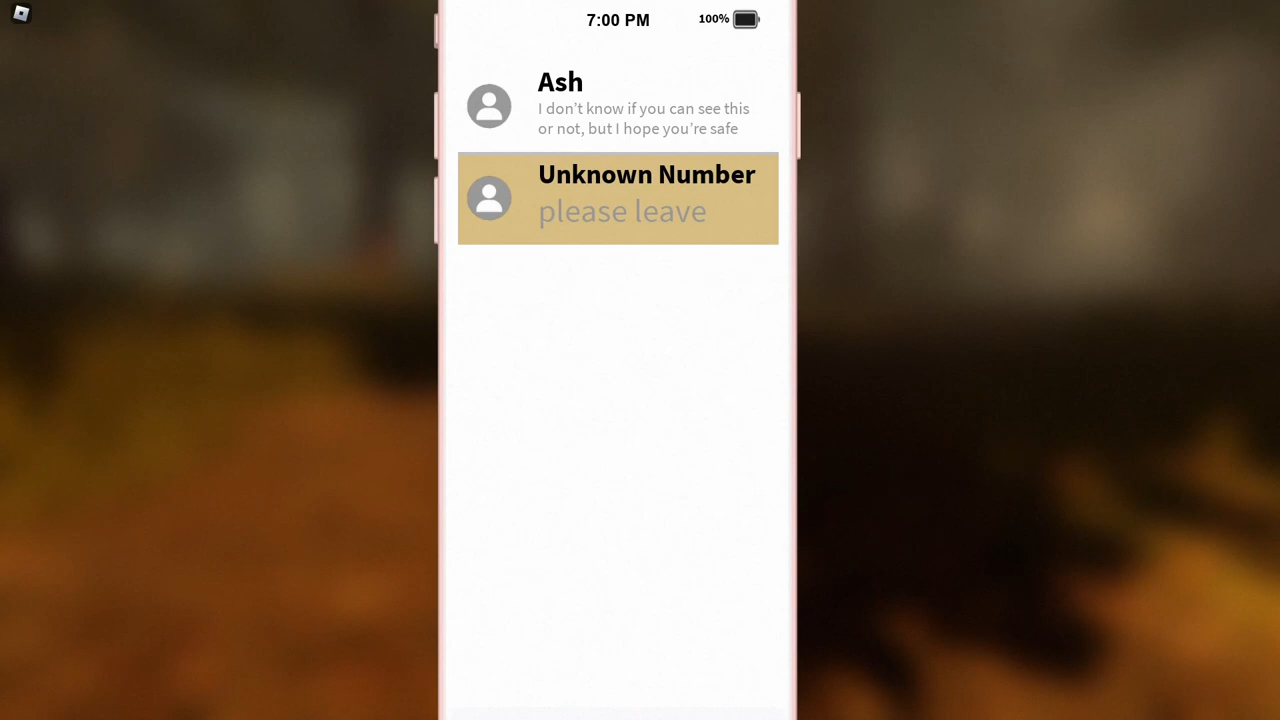 7:00 PM
100%
Ash
I don’t know if you can see this
or not, but I hope you’re safe
Unknown Number
please leave